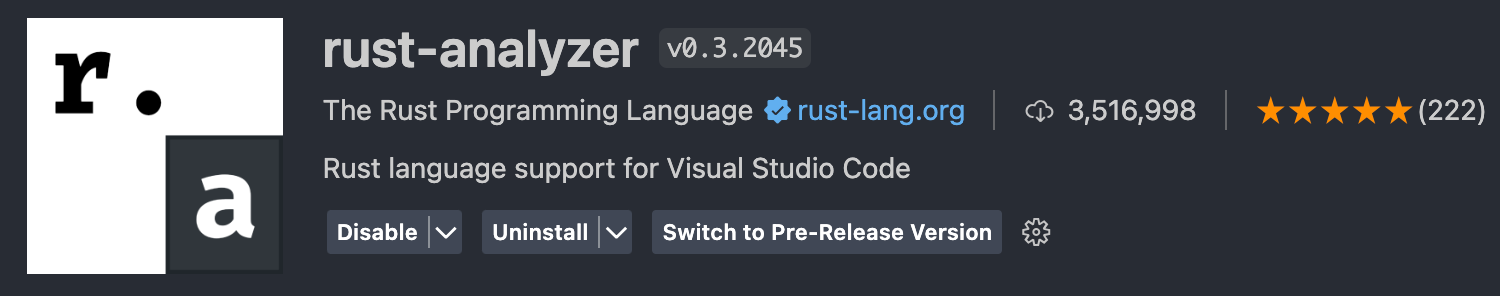 r.
a
rust-analyzer v0.3.2045
The Rust Programming Language rust-lang.org 3,516,998 (222)
Rust language support for Visual Studio Code
Disable Uninstall Switch to Pre-Release Version